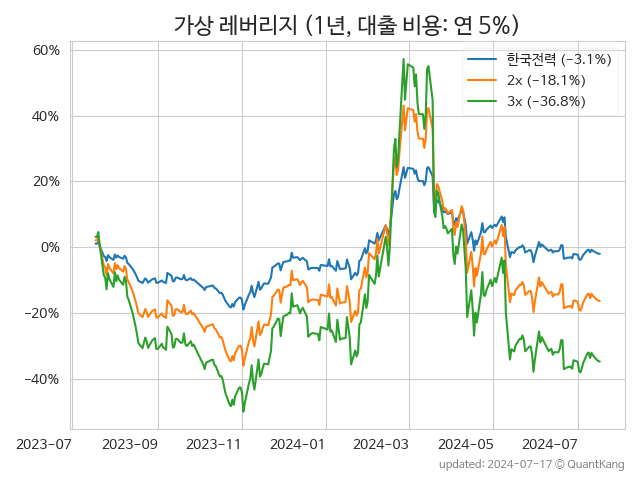 가상 레버리지 (1년, 대출 비용: 연 5%)
60%
40%
20%
0%
−20%
−40%
한국전력 (−3.1%)
2x (−18.1%)
3x (−36.8%)
2023-07
2023-09
2023-11
2024-01
2024-03
2024-05
2024-07
updated: 2024-07-17 © QuantKang